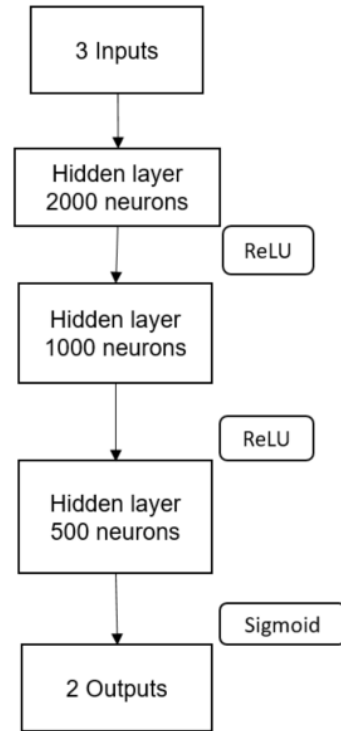 3 Inputs
Hidden layer
2000 neurons
ReLU
Hidden layer
1000 neurons
ReLU
Hidden layer
500 neurons
Sigmoid
2 Outputs